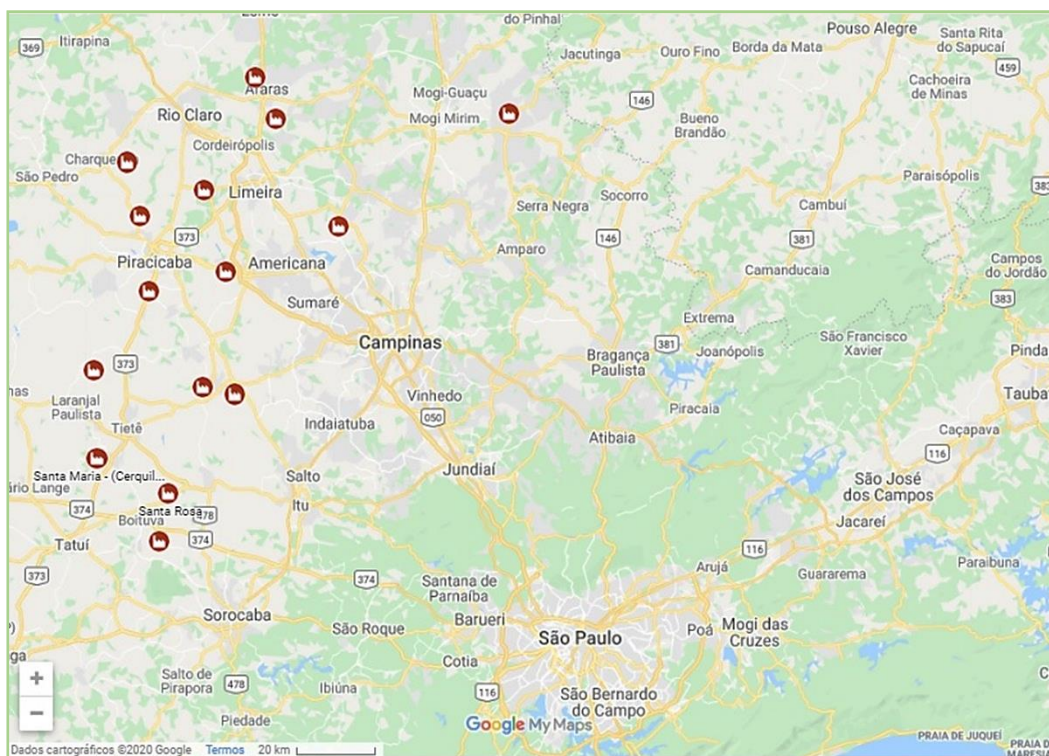 do Pinhal
Pouso Alegre
Santa Rita
do Sapucaí
369
Itirapina
Jacutinga
Ouro Fino
Borda da Mata
459
Araras
Mogi-Guaçu
146
Cachoeira
de Minas
Rio Claro
Mogi Mirim
Bueno
Brandão
Cordeirópolis
Charque
São Pedro
Limeira
Socorro
Serra Negra
Paraisópolis
383
Cambuí
373
146
381
Amparo
Piracicaba
Americana
Camanducaia
Campos
do Jordão
383
Sumaré
Extrema
São Francisco
Xavier
Campinas
381
Joanópolis
Bragança
Paulista
Pinda
373
Laranjal
Paulista
Vinhedo
050
Piracaia
Tauba
Tietê
Indaiatuba
Atibaia
Caçapava
116
Santa Maria - (Cerquil...
Salto
Jundiaí
São José
dos Campos
ário Lange
374
Santa Rosa
Boituva
Itu
Jacareí
Tatuí
374
116
373
374
Santana de
Parnaíba
Arujá
Guararema
Paraibuna
Sorocaba
São Roque
Barueri
São Paulo
Poá
Mogi das
Cruzes
Cotia
Salto de
Pirapora
478
Ibiúna
116
São Bernardo
do Campo
Piedade
Google My Maps
PRAIA DE JUQUEÍ
Dados cartográficos ©2020 Google
Termos
20 km